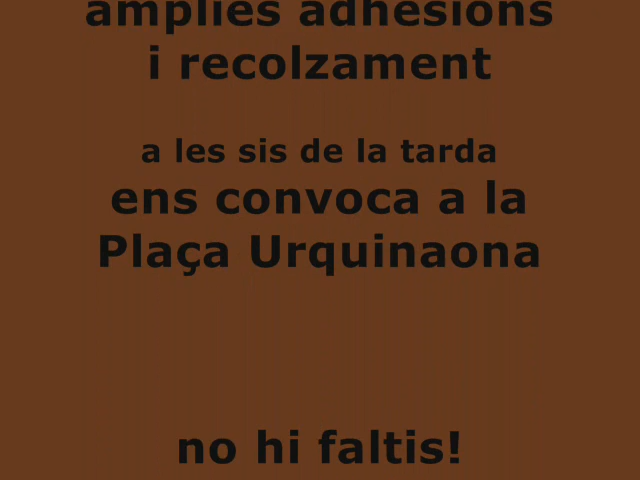 amplies adhesions
i recolzament
a les sis de la tarda
ens convoca a la
Plaça Urquinaona
no hi faltis!